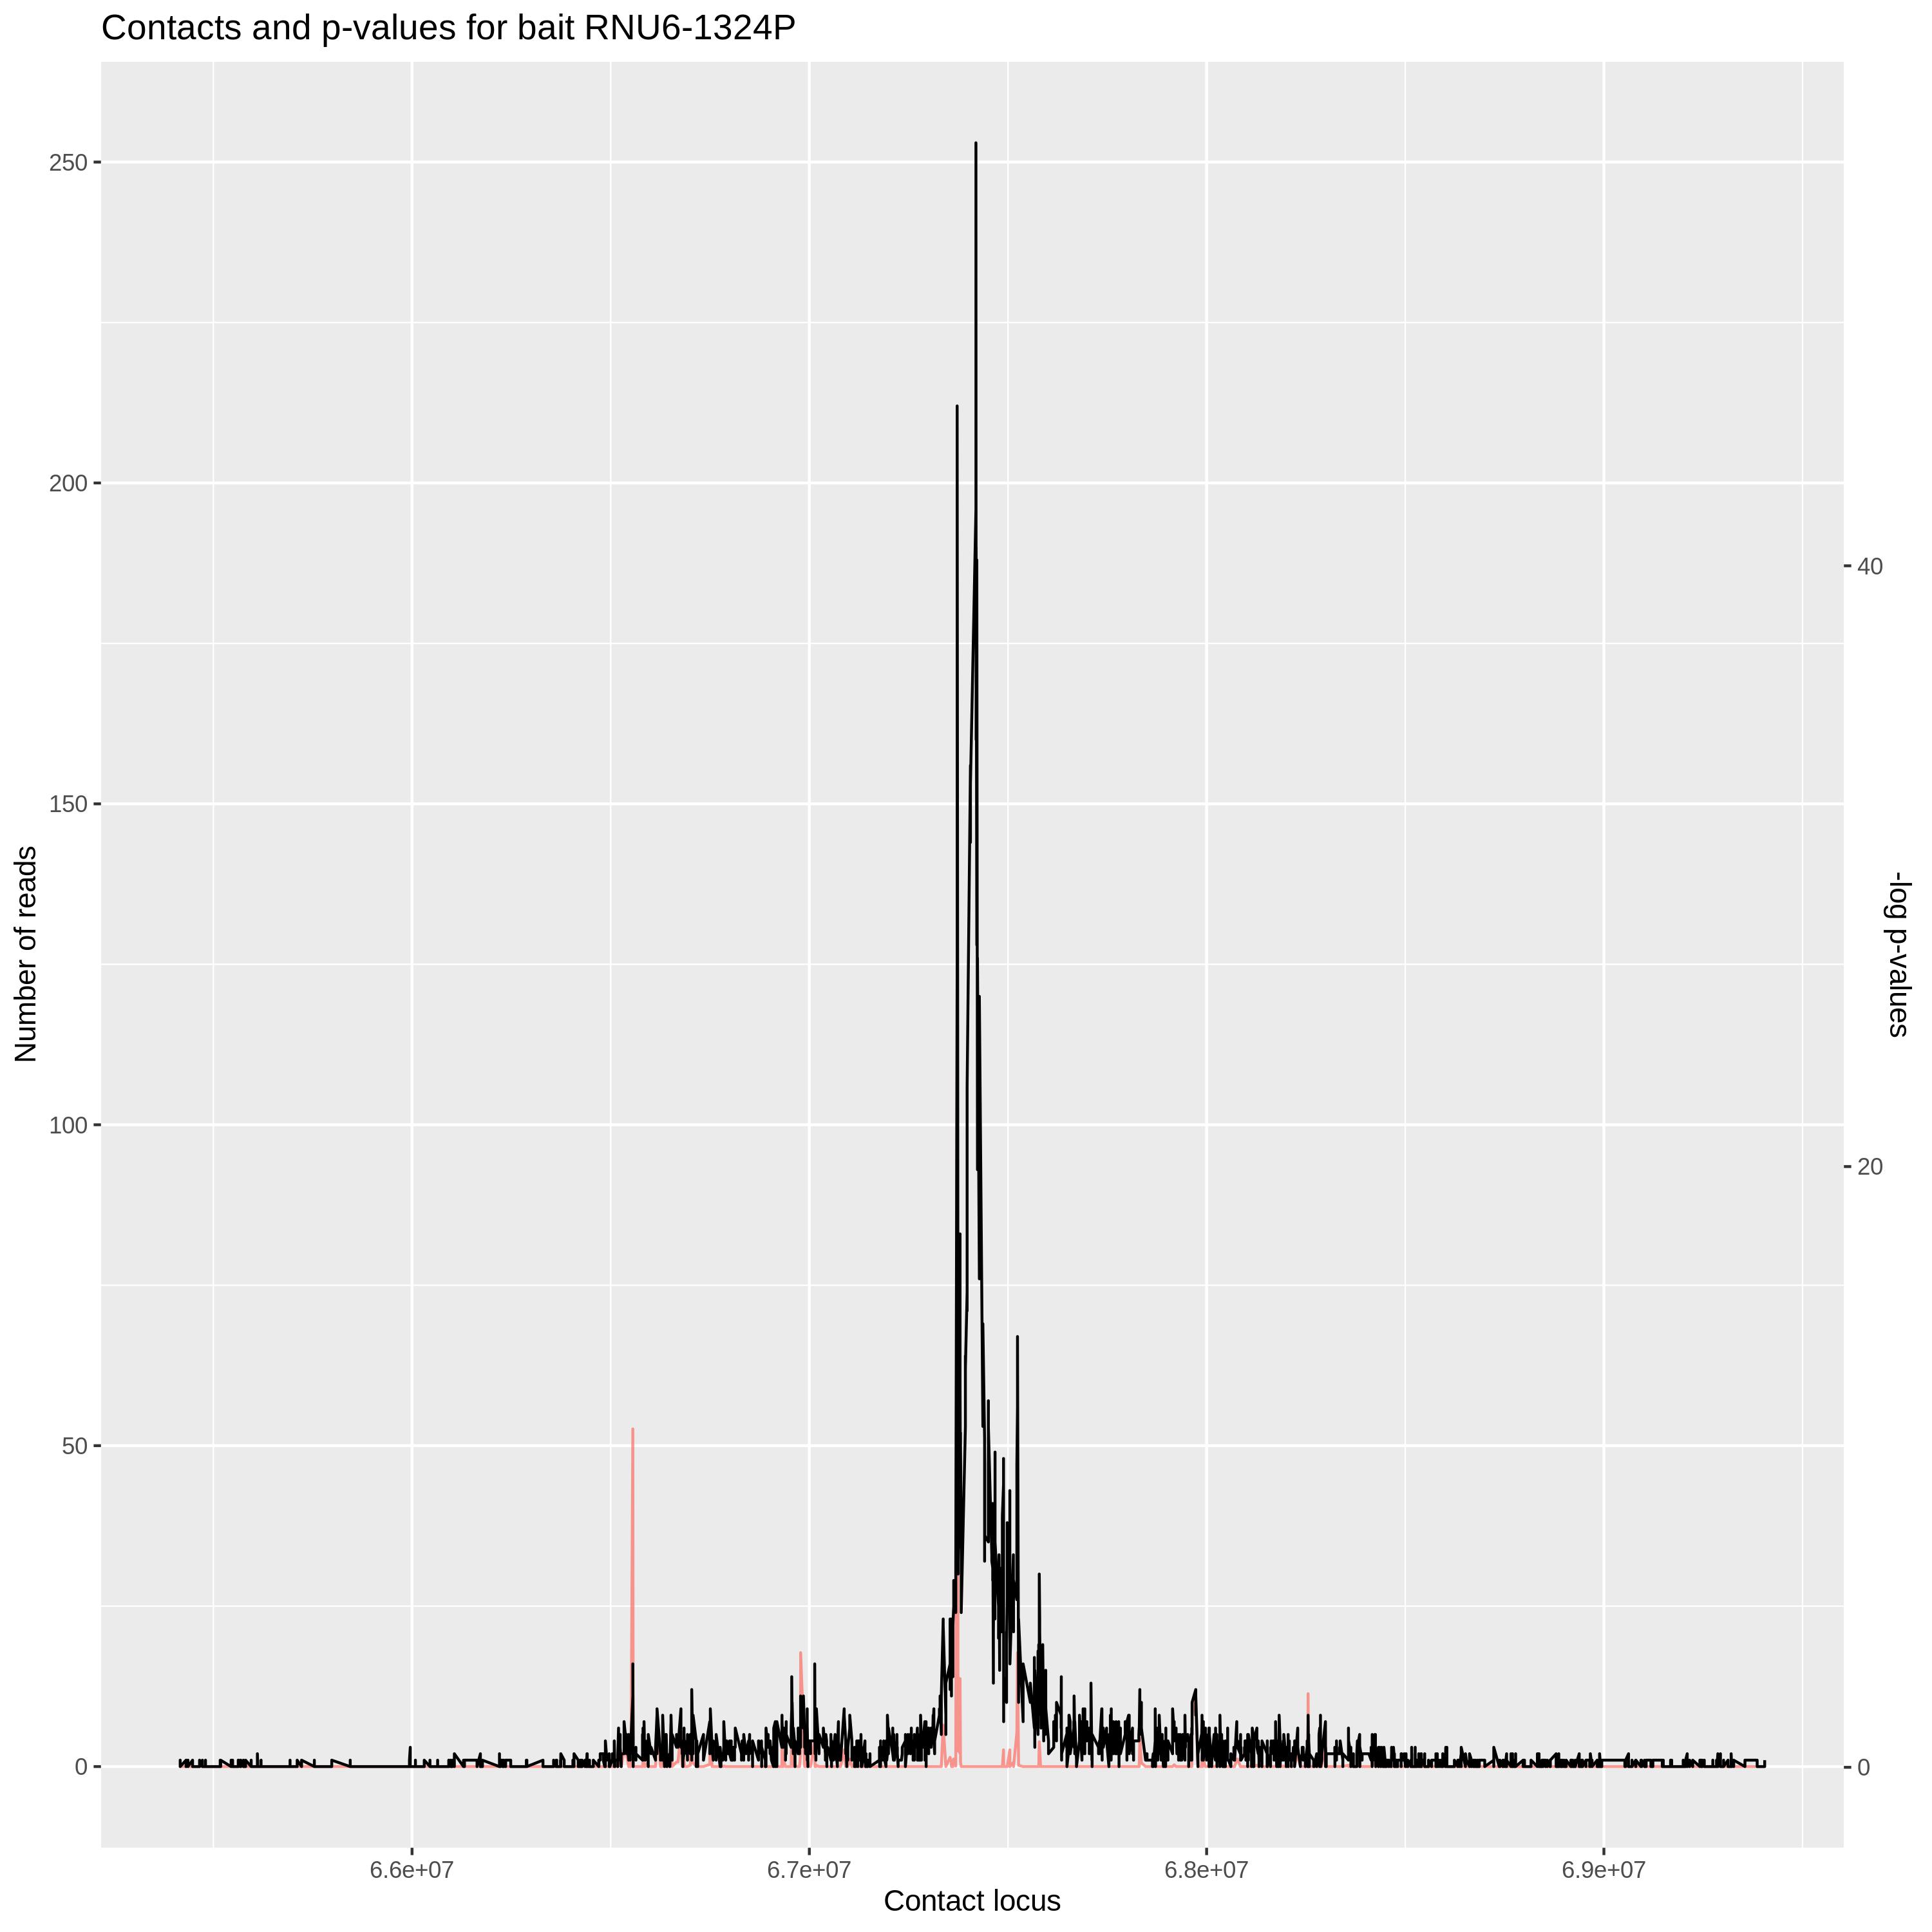 Contacts and p-values for bait RNU6-1324P
250
200
150
100
50
0
Number of reads
40
20
0
-log p-values
6.6e+07
6.7e+07
6.8e+07
6.9e+07
Contact locus